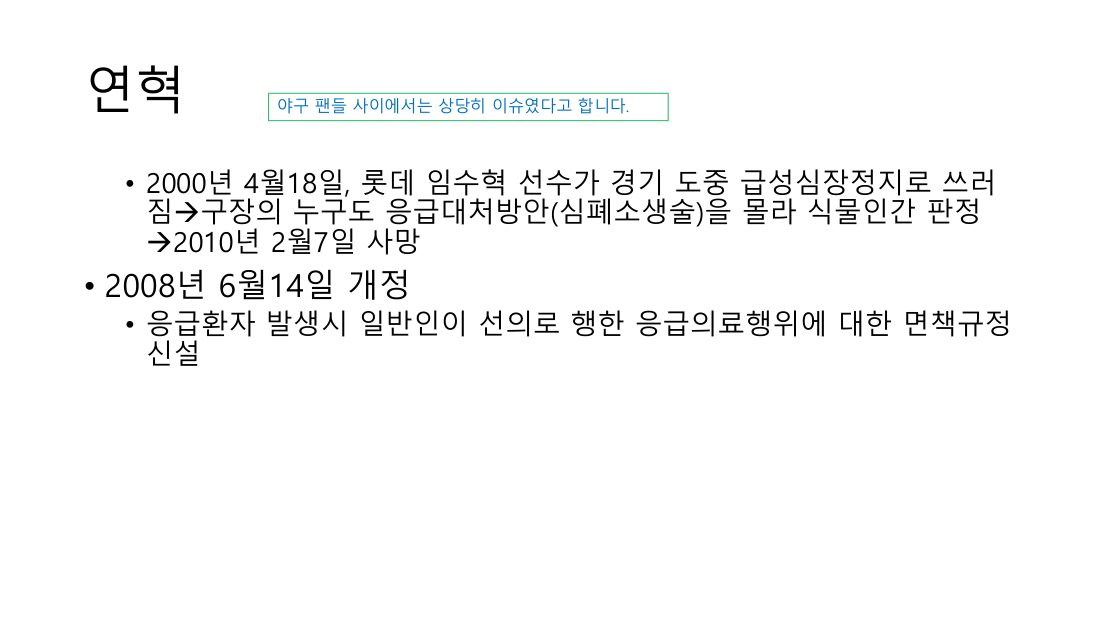 연혁
야구 팬들 사이에서는 상당히 이슈였다고 합니다.
• 2000년 4월18일, 롯데 임수혁 선수가 경기 도중 급성심장정지로 쓰러
짐→구장의 누구도 응급대처방안(심폐소생술)을 몰라 식물인간 판정
→2010년 2월7일 사망
• 2008년 6월14일 개정
• 응급환자 발생시 일반인이 선의로 행한 응급의료행위에 대한 면책규정
신설